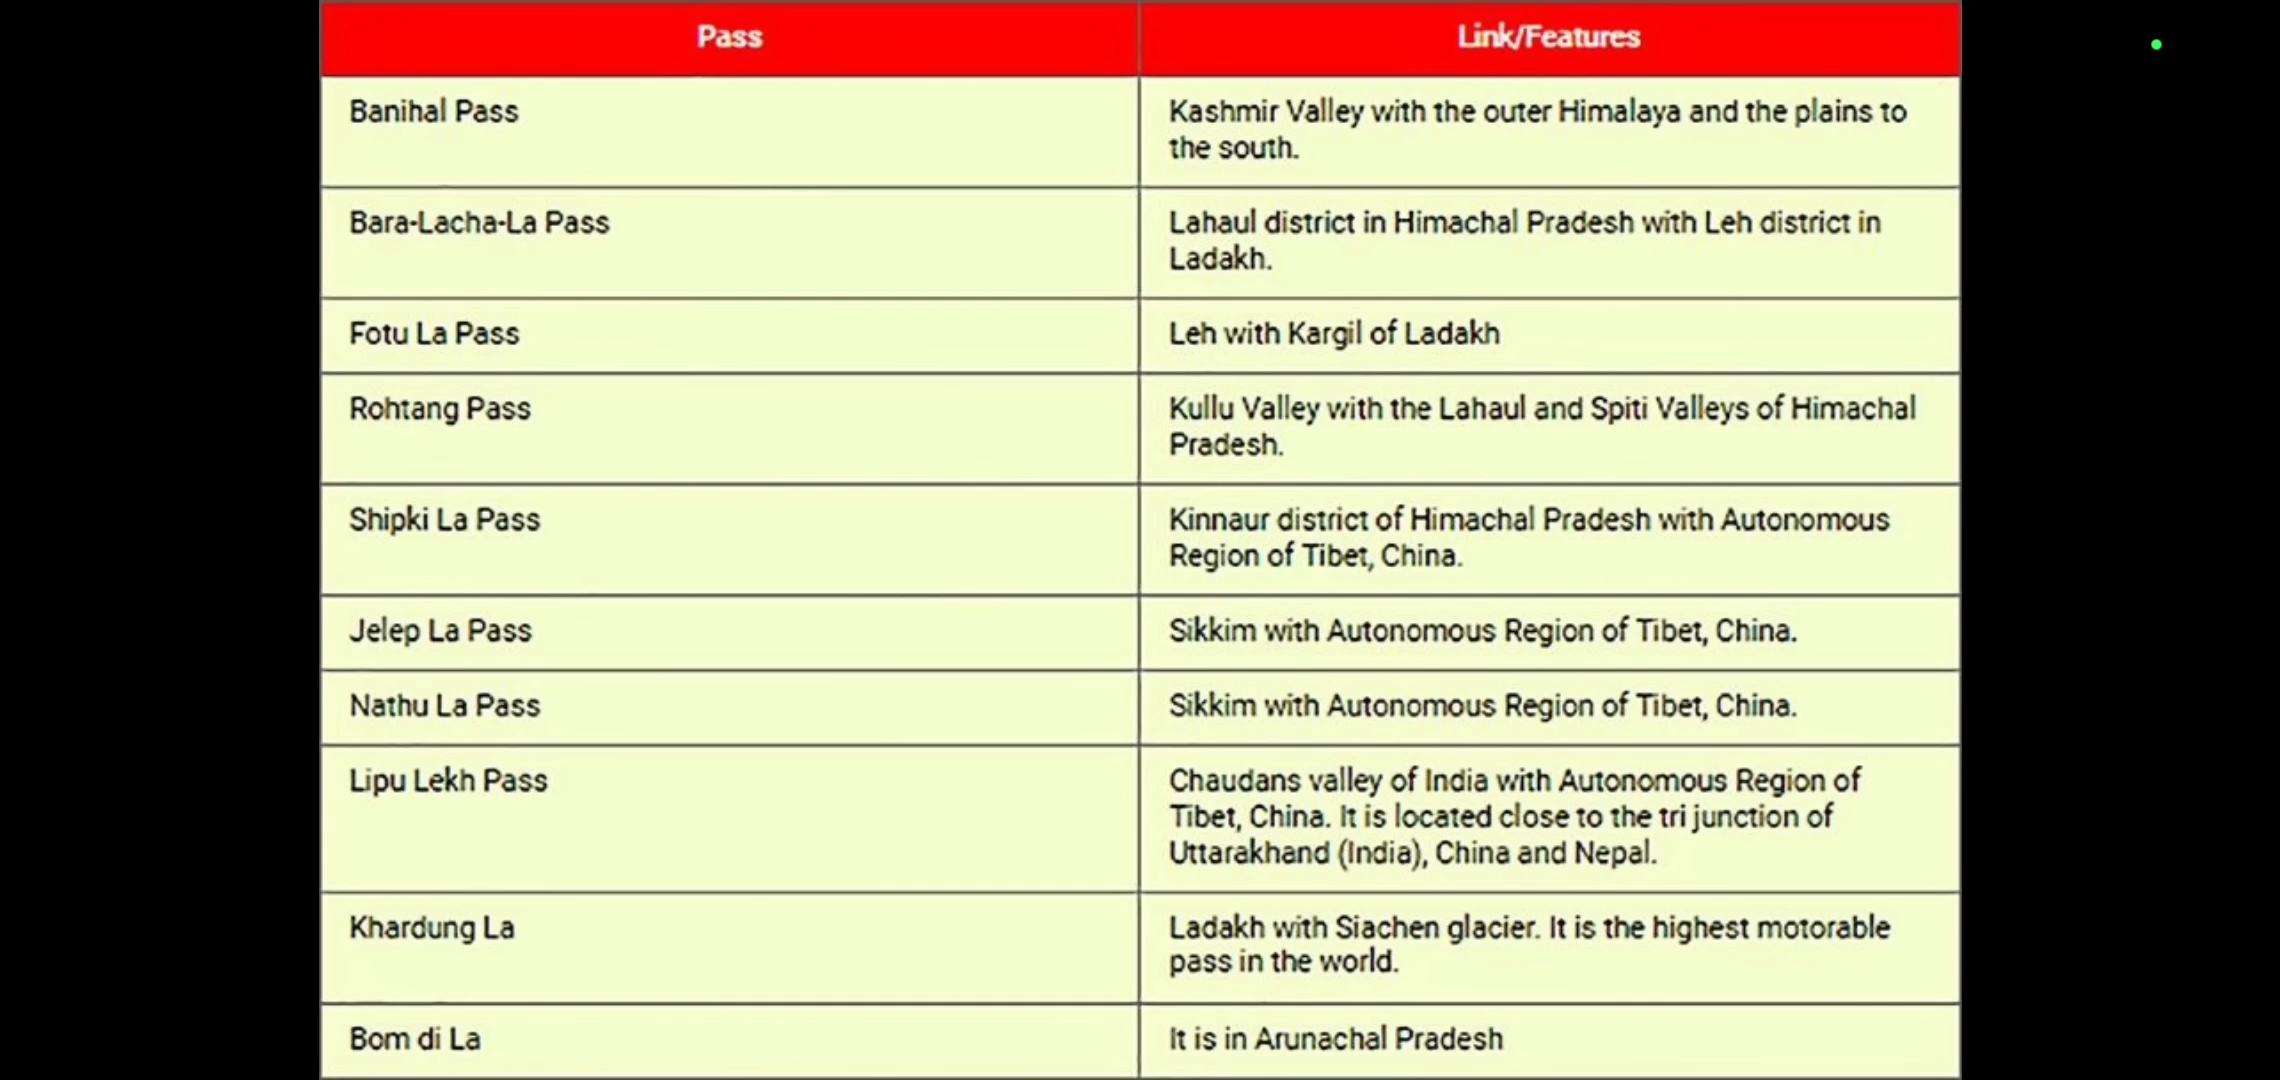 Pass
Link/Features
Banihal Pass
Kashmir Valley with the outer Himalaya and the plains to
the south.
Bara-Lacha-La Pass
Lahaul district in Himachal Pradesh with Leh district in
Ladakh.
Fotu La Pass
Leh with Kargil of Ladakh
Rohtang Pass
Kullu Valley with the Lahaul and Spiti Valleys of Himachal
Pradesh.
Shipki La Pass
Kinnaur district of Himachal Pradesh with Autonomous
Region of Tibet, China.
Jelep La Pass
Sikkim with Autonomous Region of Tibet, China.
Nathu La Pass
Sikkim with Autonomous Region of Tibet, China.
Lipu Lekh Pass
Chaudans valley of India with Autonomous Region of
Tibet, China. It is located close to the tri junction of
Uttarakhand (India), China and Nepal.
Khardung La
Ladakh with Siachen glacier. It is the highest motorable
pass in the world.
Bom di La
It is in Arunachal Pradesh